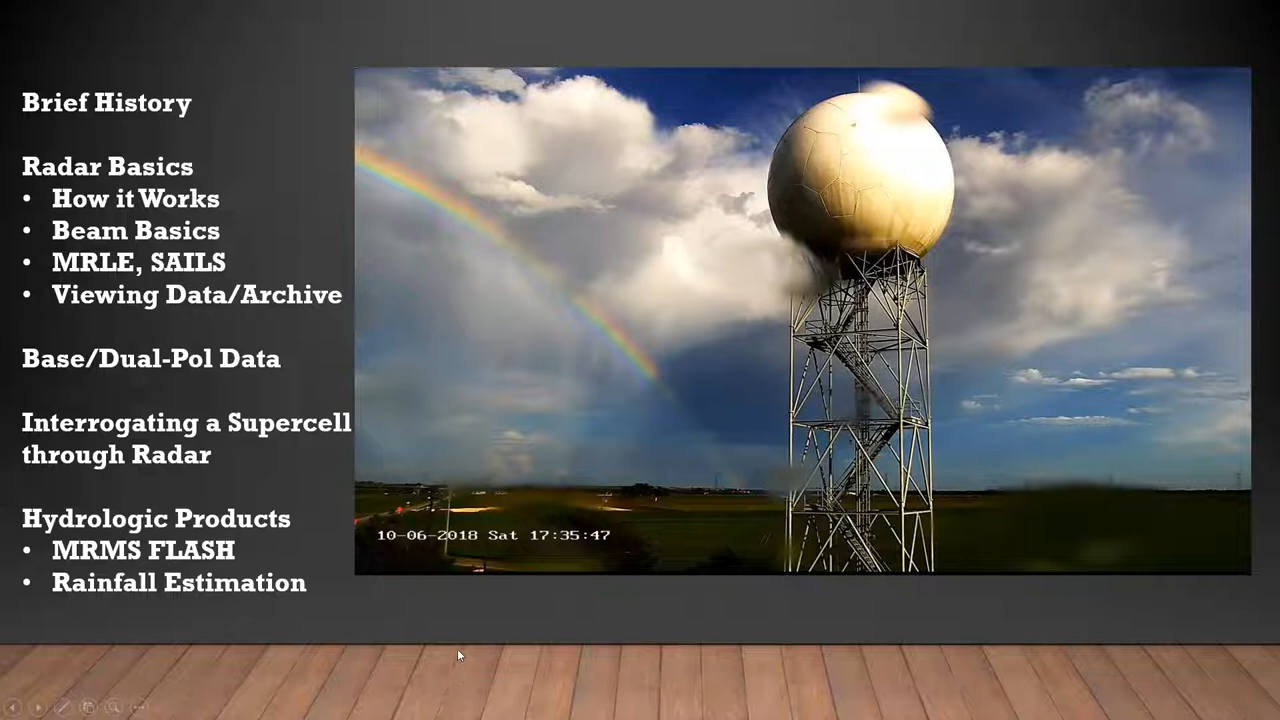 Brief History
Radar Basics
• How it Works
• Beam Basics
• MRLE, SAILS
• Viewing Data/Archive
Base/Dual-Pol Data
Interrogating a Supercell
through Radar
Hydrologic Products
• MRMS FLASH
• Rainfall Estimation
10-06-2018 Sat 17:35:47